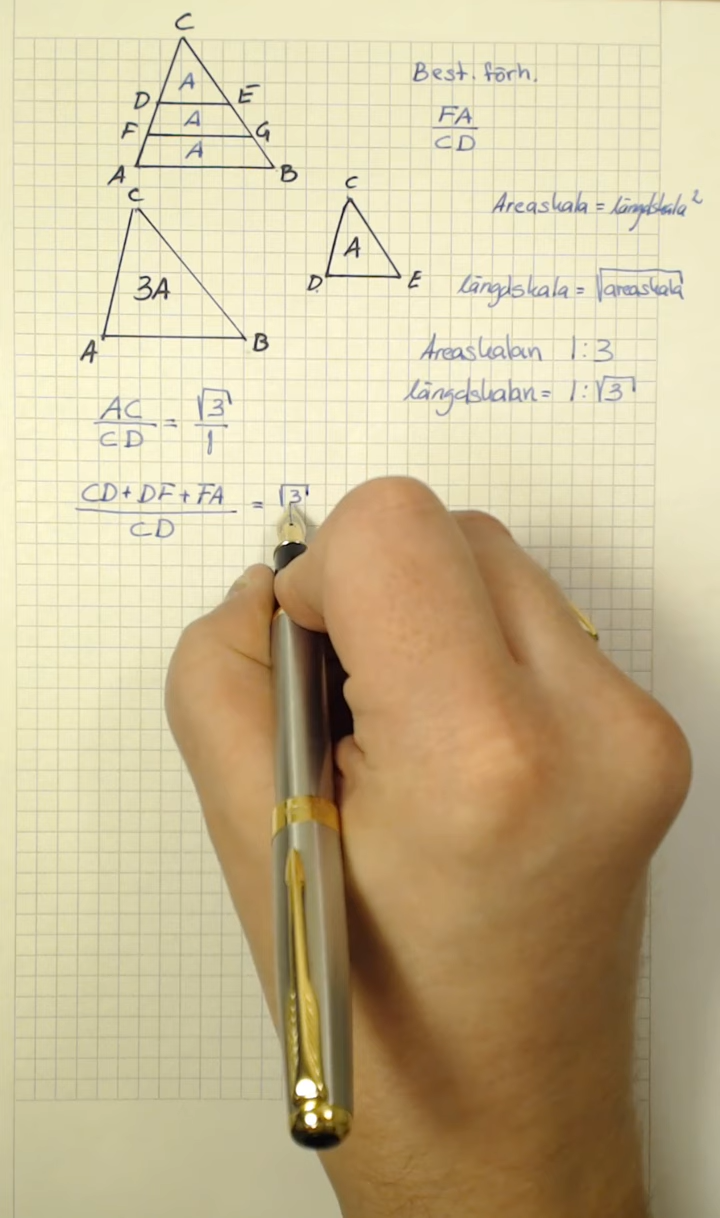 C
D A E
F A G
A A B
Best. förh.
FA
CD
C
3A
A B
C
A
D E
Areaskala = längdskala²
längdskala = √areaskala
Areaskalan 1:3
längdskalan = 1:√3
AC/CD = √3/1
CD+DF+FA/CD = √3